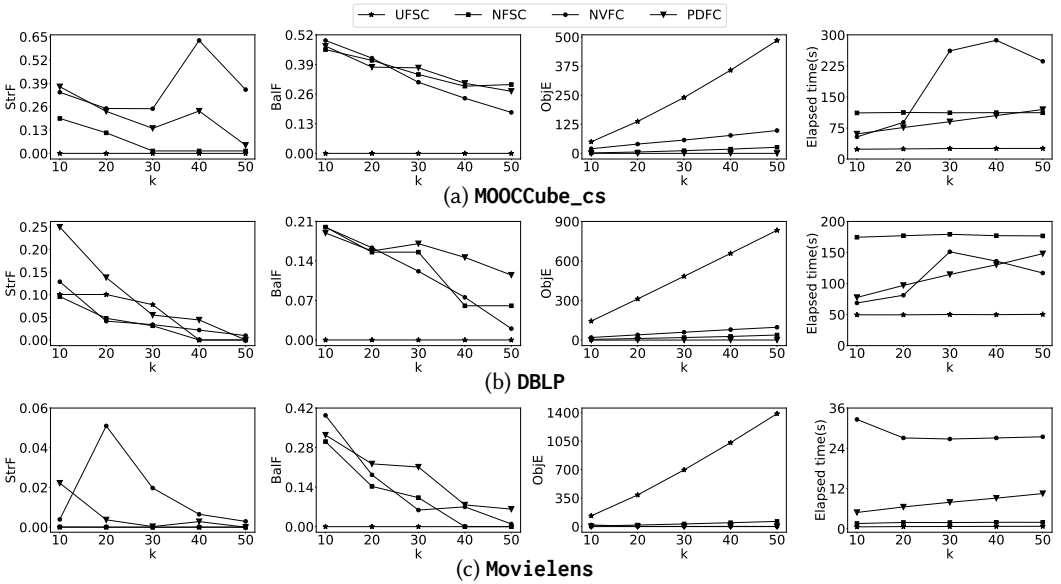 UFSC NFSC NVFC PDFC
0.65
0.52
0.39
0.26
0.13
0.00
StrF
10 20 30 40 50
k
0.52
0.39
0.26
0.13
0.00
BalF
10 20 30 40 50
k
500
375
250
125
0
ObjE
10 20 30 40 50
k
300
225
150
75
0
Elapsed time(s)
10 20 30 40 50
k
(a) MOOCCube_cs
0.25
0.20
0.15
0.10
0.05
0.00
StrF
10 20 30 40 50
k
0.21
0.14
0.07
0.00
BalF
10 20 30 40 50
k
900
600
300
0
ObjE
10 20 30 40 50
k
200
150
100
50
0
Elapsed time(s)
10 20 30 40 50
k
(b) DBLP
0.06
0.04
0.02
0.00
StrF
10 20 30 40 50
k
0.42
0.28
0.14
0.00
BalF
10 20 30 40 50
k
1400
1050
700
350
0
ObjE
10 20 30 40 50
k
36
24
12
0
Elapsed time(s)
10 20 30 40 50
k
(c) Movielens